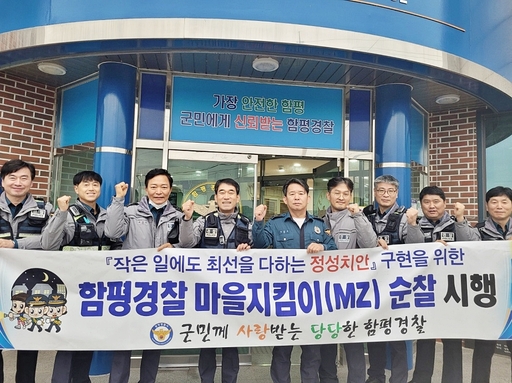 가장 안전한 함평
군민에게 신뢰받는 함평경찰
『작은 일에도 최선을 다하는 정성치안』 구현을 위한
함평경찰 마을지킴이(MZ) 순찰 시행
군민께 사랑받는 당당한 함평경찰